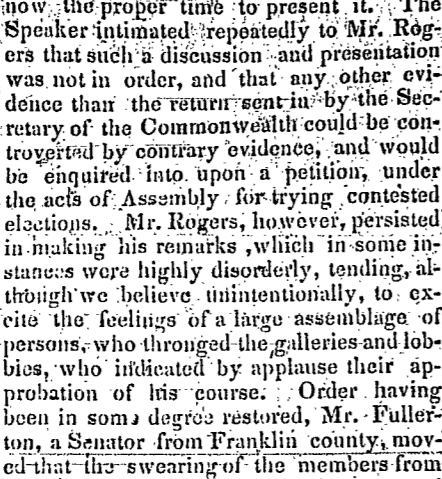 now the proper time to present it. The
Speaker intimated repeatedly to Mr. Rog-
ers that such a discussion and presentation
was not in order, and that any other evi-
dence than the return sent in by the Sec-
retary of the Commonwealth could be con-
troverted by contrary evidence, and would
be enquired into upon a petition, under
the acts of Assembly for trying contested
elections. Mr. Rogers, however, persisted
in making his remarks ,which in some in-
stances were highly disorderly, tending, al-
though we believe unintentionally, to ex-
cite the feelings of a large assemblage of
persons, who thronged the galleries and lob-
bies, who indicated by applause their ap-
probation of his course. Order having
been in some degree restored, Mr. Fuller-
ton, a Senator from Franklin county, mov-
ed that the swearing of the members from